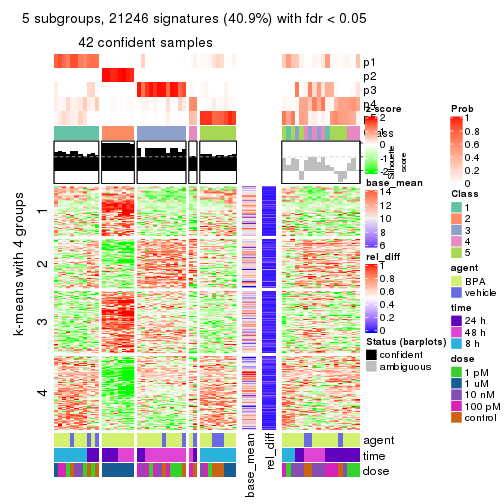 5 subgroups, 21246 signatures (40.9%) with fdr < 0.05
42 confident samples
p1
p2
p3
p4
Silhouette
score
k-means with 4 groups
1
2
3
4
agent
time
dose
base_mean
rel_diff
z-score
2
1
0
-1
-2
base_mean
14
12
10
8
6
rel_diff
1
0.8
0.6
0.4
0.2
0
Status (barplots)
confident
ambiguous
Prob
1
0.8
0.6
0.4
0.2
0
Class
1
2
3
4
5
agent
BPA
vehicle
time
24 h
48 h
8 h
dose
1 pM
1 uM
10 nM
100 pM
control